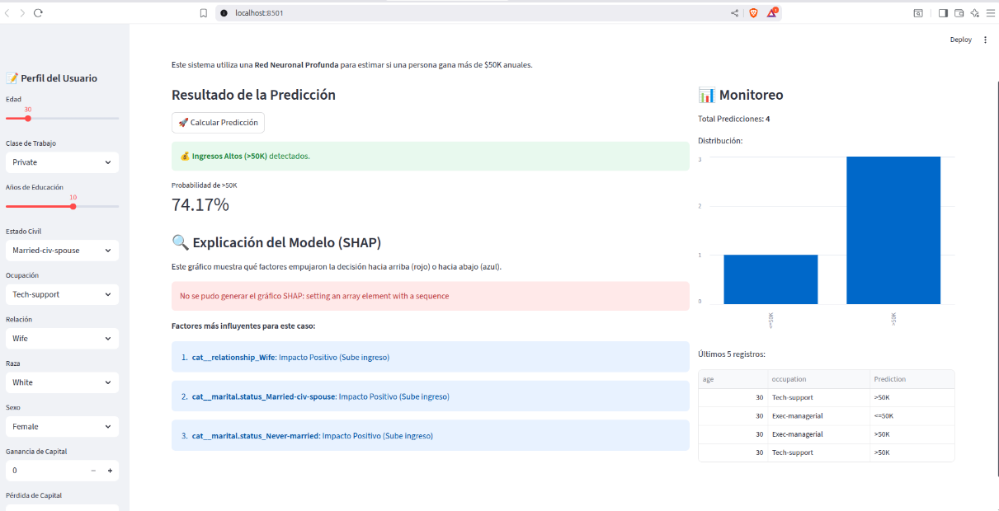 localhost:8501
Deploy
📝 Perfil del Usuario
Edad
30
Clase de Trabajo
Private
Años de Educación
10
Estado Civil
Married-civ-spouse
Ocupación
Tech-support
Relación
Wife
Raza
White
Sexo
Female
Ganancia de Capital
0
Pérdida de Capital
Este sistema utiliza una Red Neuronal Profunda para estimar si una persona gana más de $50K anuales.
Resultado de la Predicción
🚀 Calcular Predicción
💰 Ingresos Altos (>50K) detectados.
Probabilidad de >50K
74.17%
🔍 Explicación del Modelo (SHAP)
Este gráfico muestra qué factores empujaron la decisión hacia arriba (rojo) o hacia abajo (azul).
No se pudo generar el gráfico SHAP: setting an array element with a sequence
Factores más influyentes para este caso:
1. cat__relationship_Wife: Impacto Positivo (Sube ingreso)
2. cat__marital.status_Married-civ-spouse: Impacto Positivo (Sube ingreso)
3. cat__marital.status_Never-married: Impacto Positivo (Sube ingreso)
📊 Monitoreo
Total Predicciones: 4
Distribución:
3
2
1
0
<=50K
>50K
Últimos 5 registros:
age occupation Prediction
30 Tech-support >50K
30 Exec-managerial <=50K
30 Exec-managerial >50K
30 Tech-support >50K